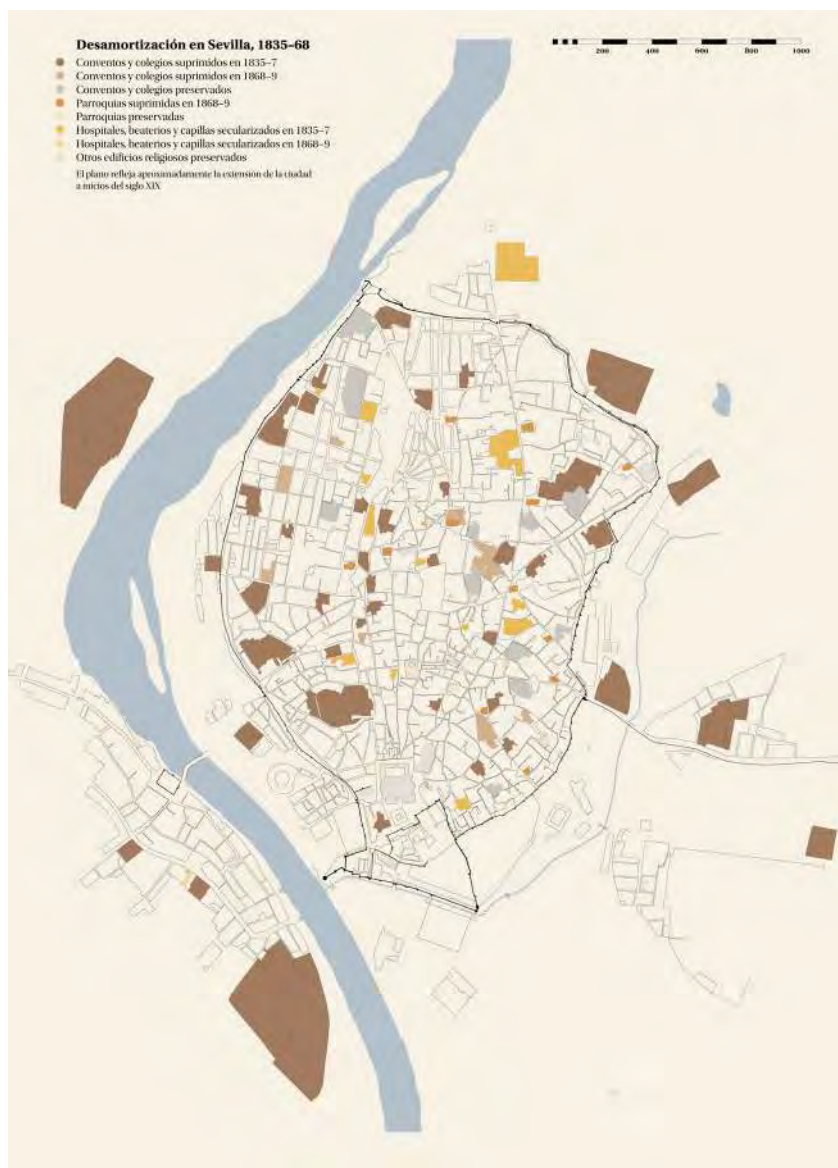 Desamortización en Sevilla, 1835–68
Conventos y colegios suprimidos en 1835–7
Conventos y colegios suprimidos en 1868–9
Conventos y colegios preservados
Parroquias suprimidas en 1868–9
Parroquias preservadas
Hospitales, beaterios y capillas secularizados en 1835–7
Hospitales, beaterios y capillas secularizados en 1868–9
Otros edificios religiosos preservados
El plano refleja aproximadamente la extensión de la ciudad
a inicios del siglo XIX
200 400 600 800 1000